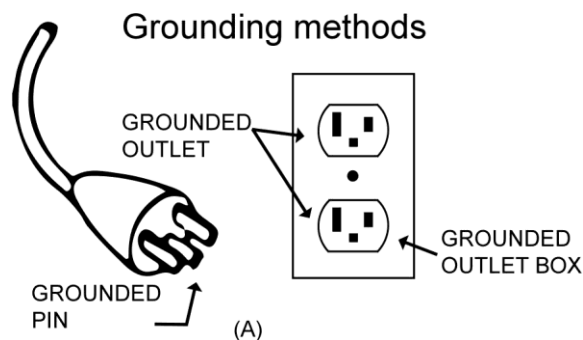 Grounding methods
GROUNDED
OUTLET
GROUNDED
OUTLET BOX
GROUNDED
PIN
(A)